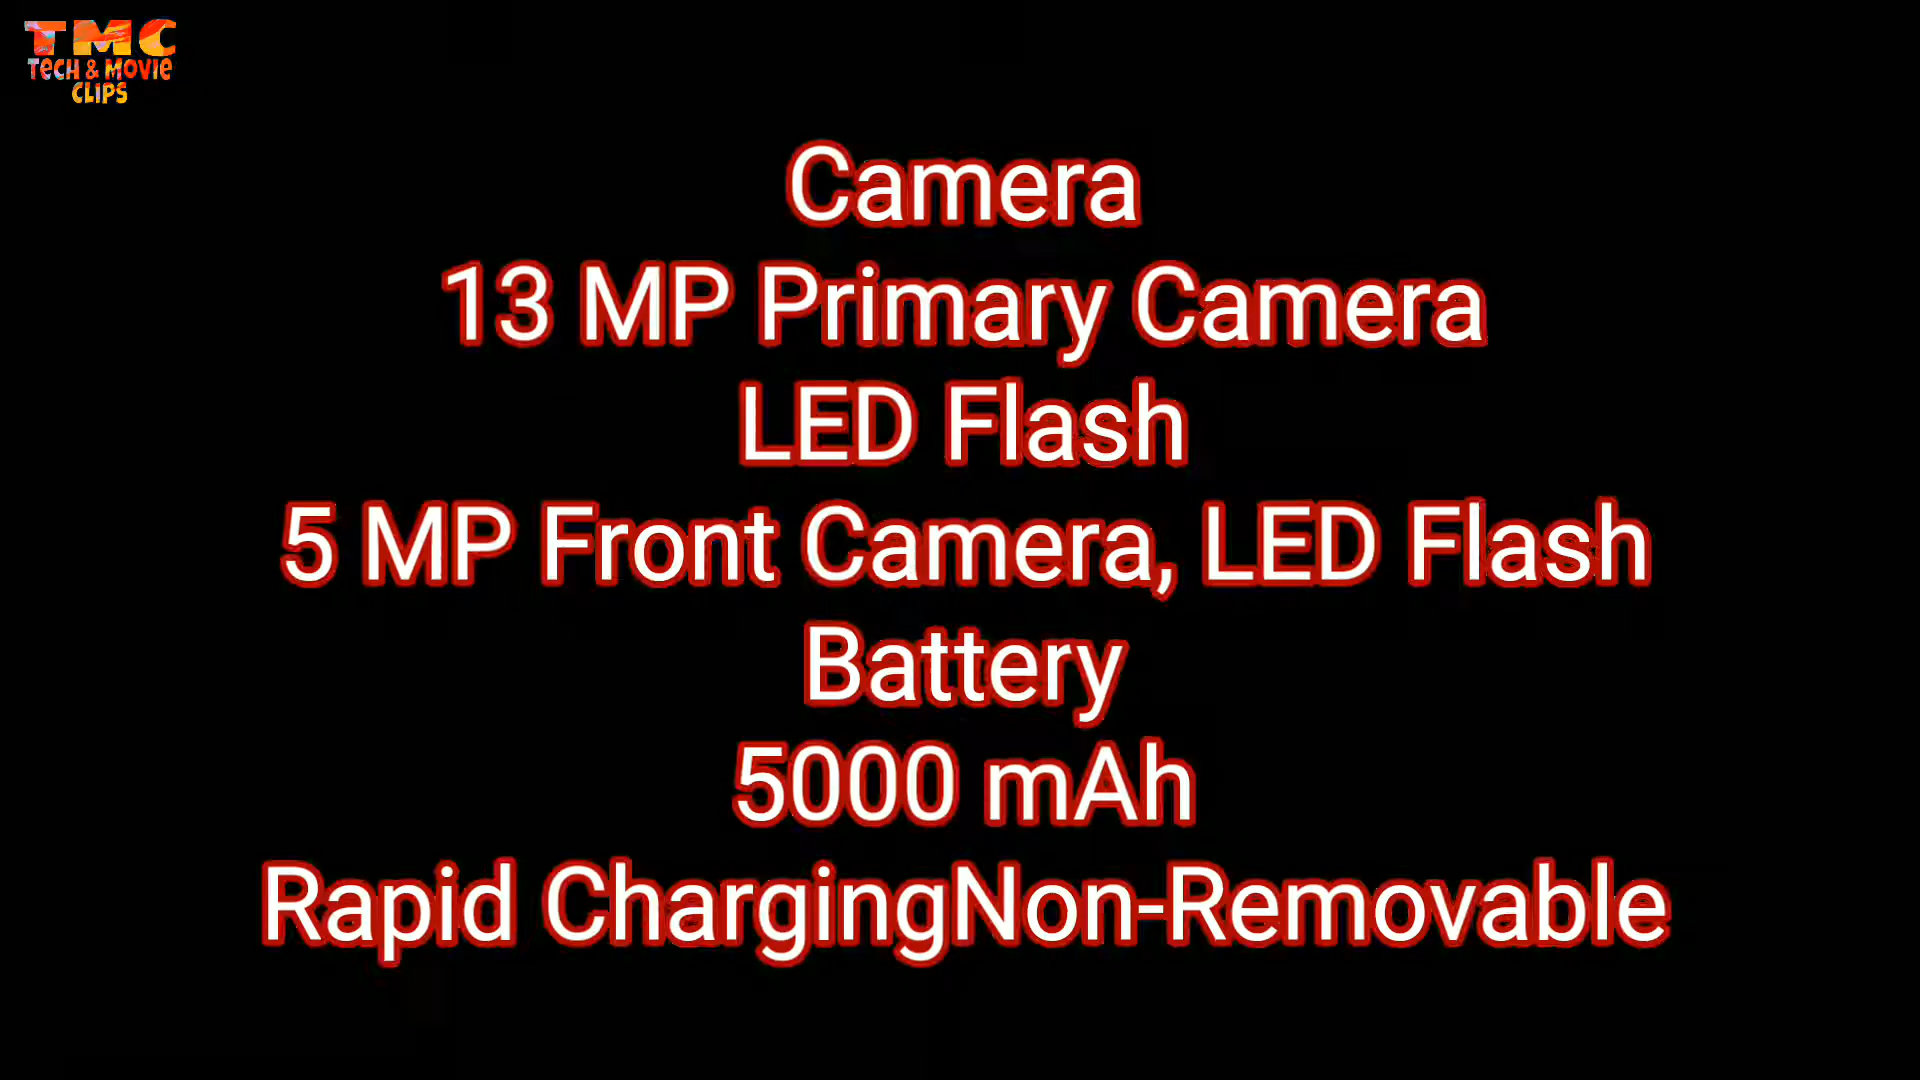 TMC
TECH & MOVIE
CLIPS
Camera
13 MP Primary Camera
LED Flash
5 MP Front Camera, LED Flash
Battery
5000 mAh
Rapid ChargingNon-Removable